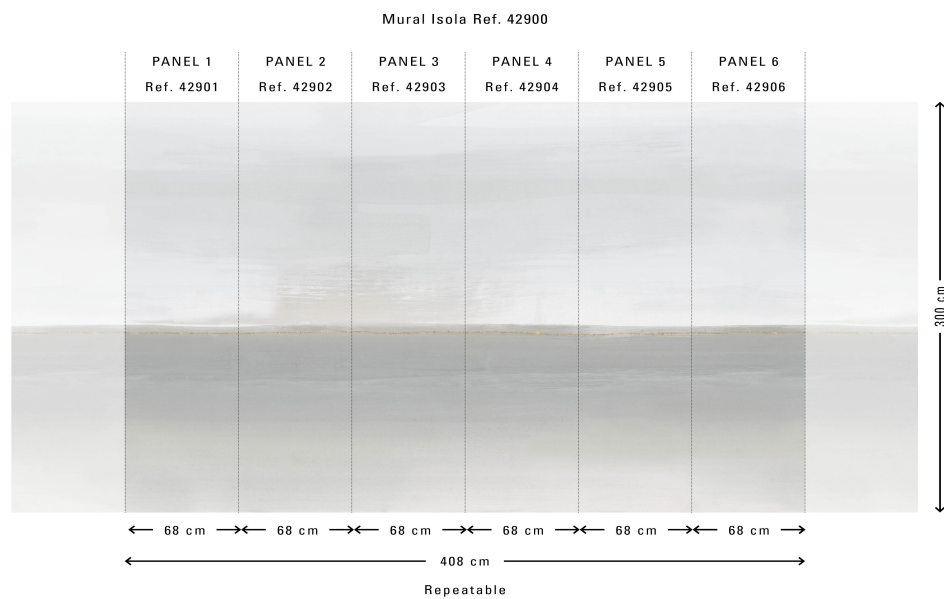 Mural Isola Ref. 42900
PANEL 1 PANEL 2 PANEL 3 PANEL 4 PANEL 5 PANEL 6
Ref. 42901 Ref. 42902 Ref. 42903 Ref. 42904 Ref. 42905 Ref. 42906
300 cm
68 cm 68 cm 68 cm 68 cm 68 cm 68 cm
408 cm
Repeatable